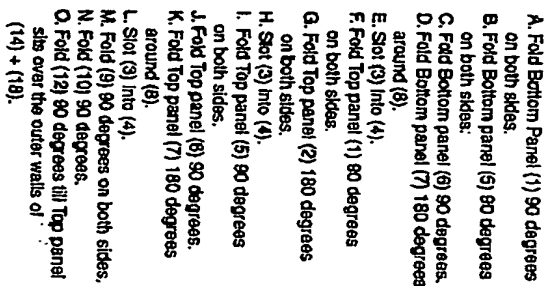 A. Fold Bottom Panel (1) 90 degrees
on both sides.
B. Fold Bottom panel (5) 90 degrees
on both sides:
C. Fold Bottom panel (6) 90 degrees.
D. Fold Bottom panel (7) 180 degrees
around (8).
E. Slot (3) into (4).
F. Fold Top panel (1) 90 degrees
on both sides.
G. Fold Top panel (2) 180 degrees
on both sides.
H. Slot (3) into (4).
I. Fold Top panel (5) 90 degrees
on both sides,
J. Fold Top panel (6) 90 degrees.
K. Fold Top panel (7) 180 degrees
around (8).
L. Slot (3) into (4).
M. Fold (9) 90 degrees on both sides,
N. Fold (10) 90 degrees.
O. Fold (12) 90 degrees till Top panel
sits over the outer walls of
(14) + (18).